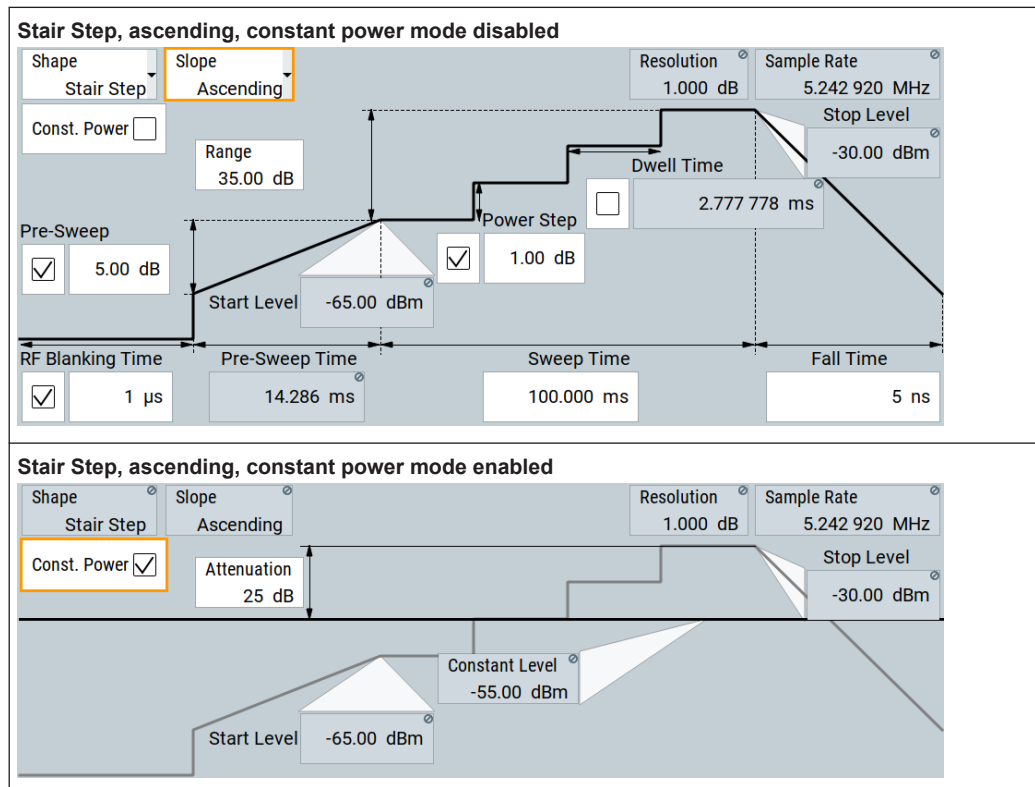 Stair Step, ascending, constant power mode disabled
Shape
Stair Step
Slope
Ascending
Resolution
1.000 dB
Sample Rate
5.242 920 MHz
Const. Power
Stop Level
-30.00 dBm
Range
35.00 dB
Dwell Time
2.777 778 ms
Power Step
1.00 dB
Pre-Sweep
5.00 dB
Start Level
-65.00 dBm
RF Blanking Time
1 µs
Pre-Sweep Time
14.286 ms
Sweep Time
100.000 ms
Fall Time
5 ns
Stair Step, ascending, constant power mode enabled
Shape
Stair Step
Slope
Ascending
Resolution
1.000 dB
Sample Rate
5.242 920 MHz
Const. Power
Attenuation
25 dB
Stop Level
-30.00 dBm
Constant Level
-55.00 dBm
Start Level
-65.00 dBm